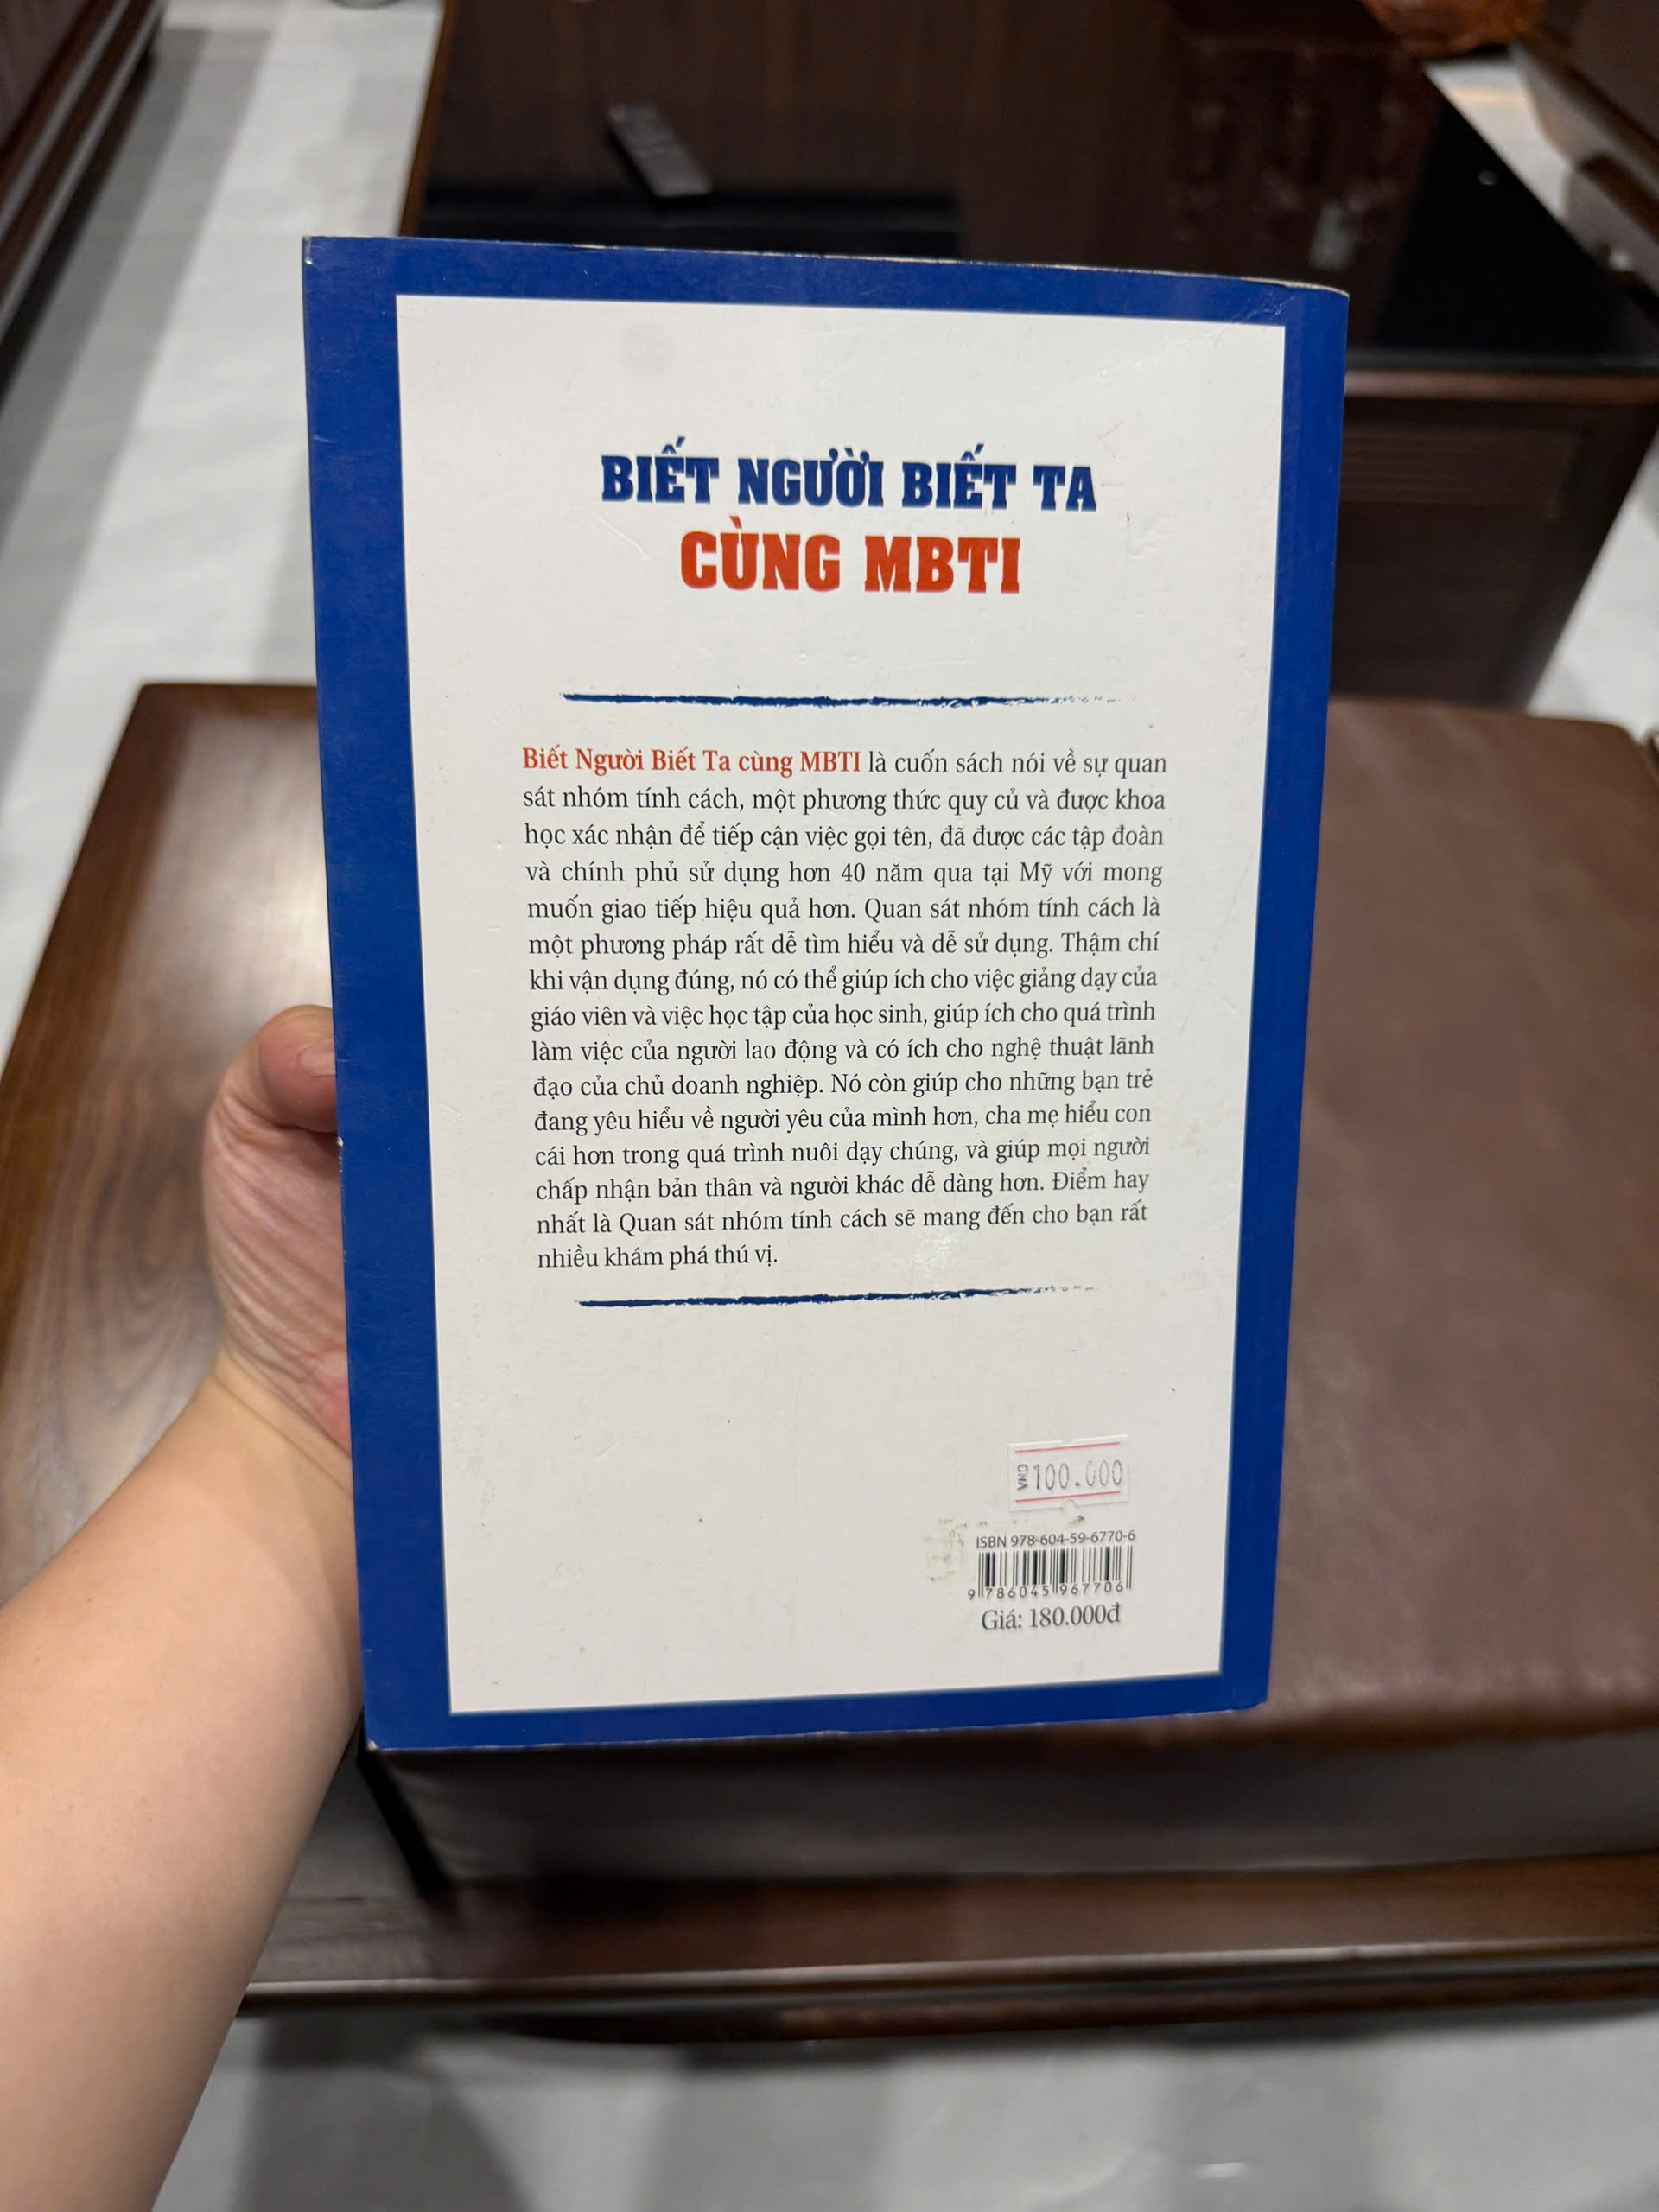 BIẾT NGƯỜI BIẾT TA
CÙNG MBTI
Biết Người Biết Ta cùng MBTI là cuốn sách nói về sự quan
sát nhóm tính cách, một phương thức quy củ và được khoa
học xác nhận để tiếp cận việc gọi tên, đã được các tập đoàn
và chính phủ sử dụng hơn 40 năm qua tại Mỹ với mong
muốn giao tiếp hiệu quả hơn. Quan sát nhóm tính cách là
một phương pháp rất dễ tìm hiểu và dễ sử dụng. Thậm chí
khi vận dụng đúng, nó có thể giúp ích cho việc giảng dạy của
giáo viên và việc học tập của học sinh, giúp ích cho quá trình
làm việc của người lao động và có ích cho nghệ thuật lãnh
đạo của chủ doanh nghiệp. Nó còn giúp cho những bạn trẻ
đang yêu hiểu về người yêu của mình hơn, cha mẹ hiểu con
cái hơn trong quá trình nuôi dạy chúng, và giúp mọi người
chấp nhận bản thân và người khác dễ dàng hơn. Điểm hay
nhất là Quan sát nhóm tính cách sẽ mang đến cho bạn rất
nhiều khám phá thú vị.
VND 100.000
ISBN 978-604-59-6770-6
9 786045 967706
Giá: 180.000đ